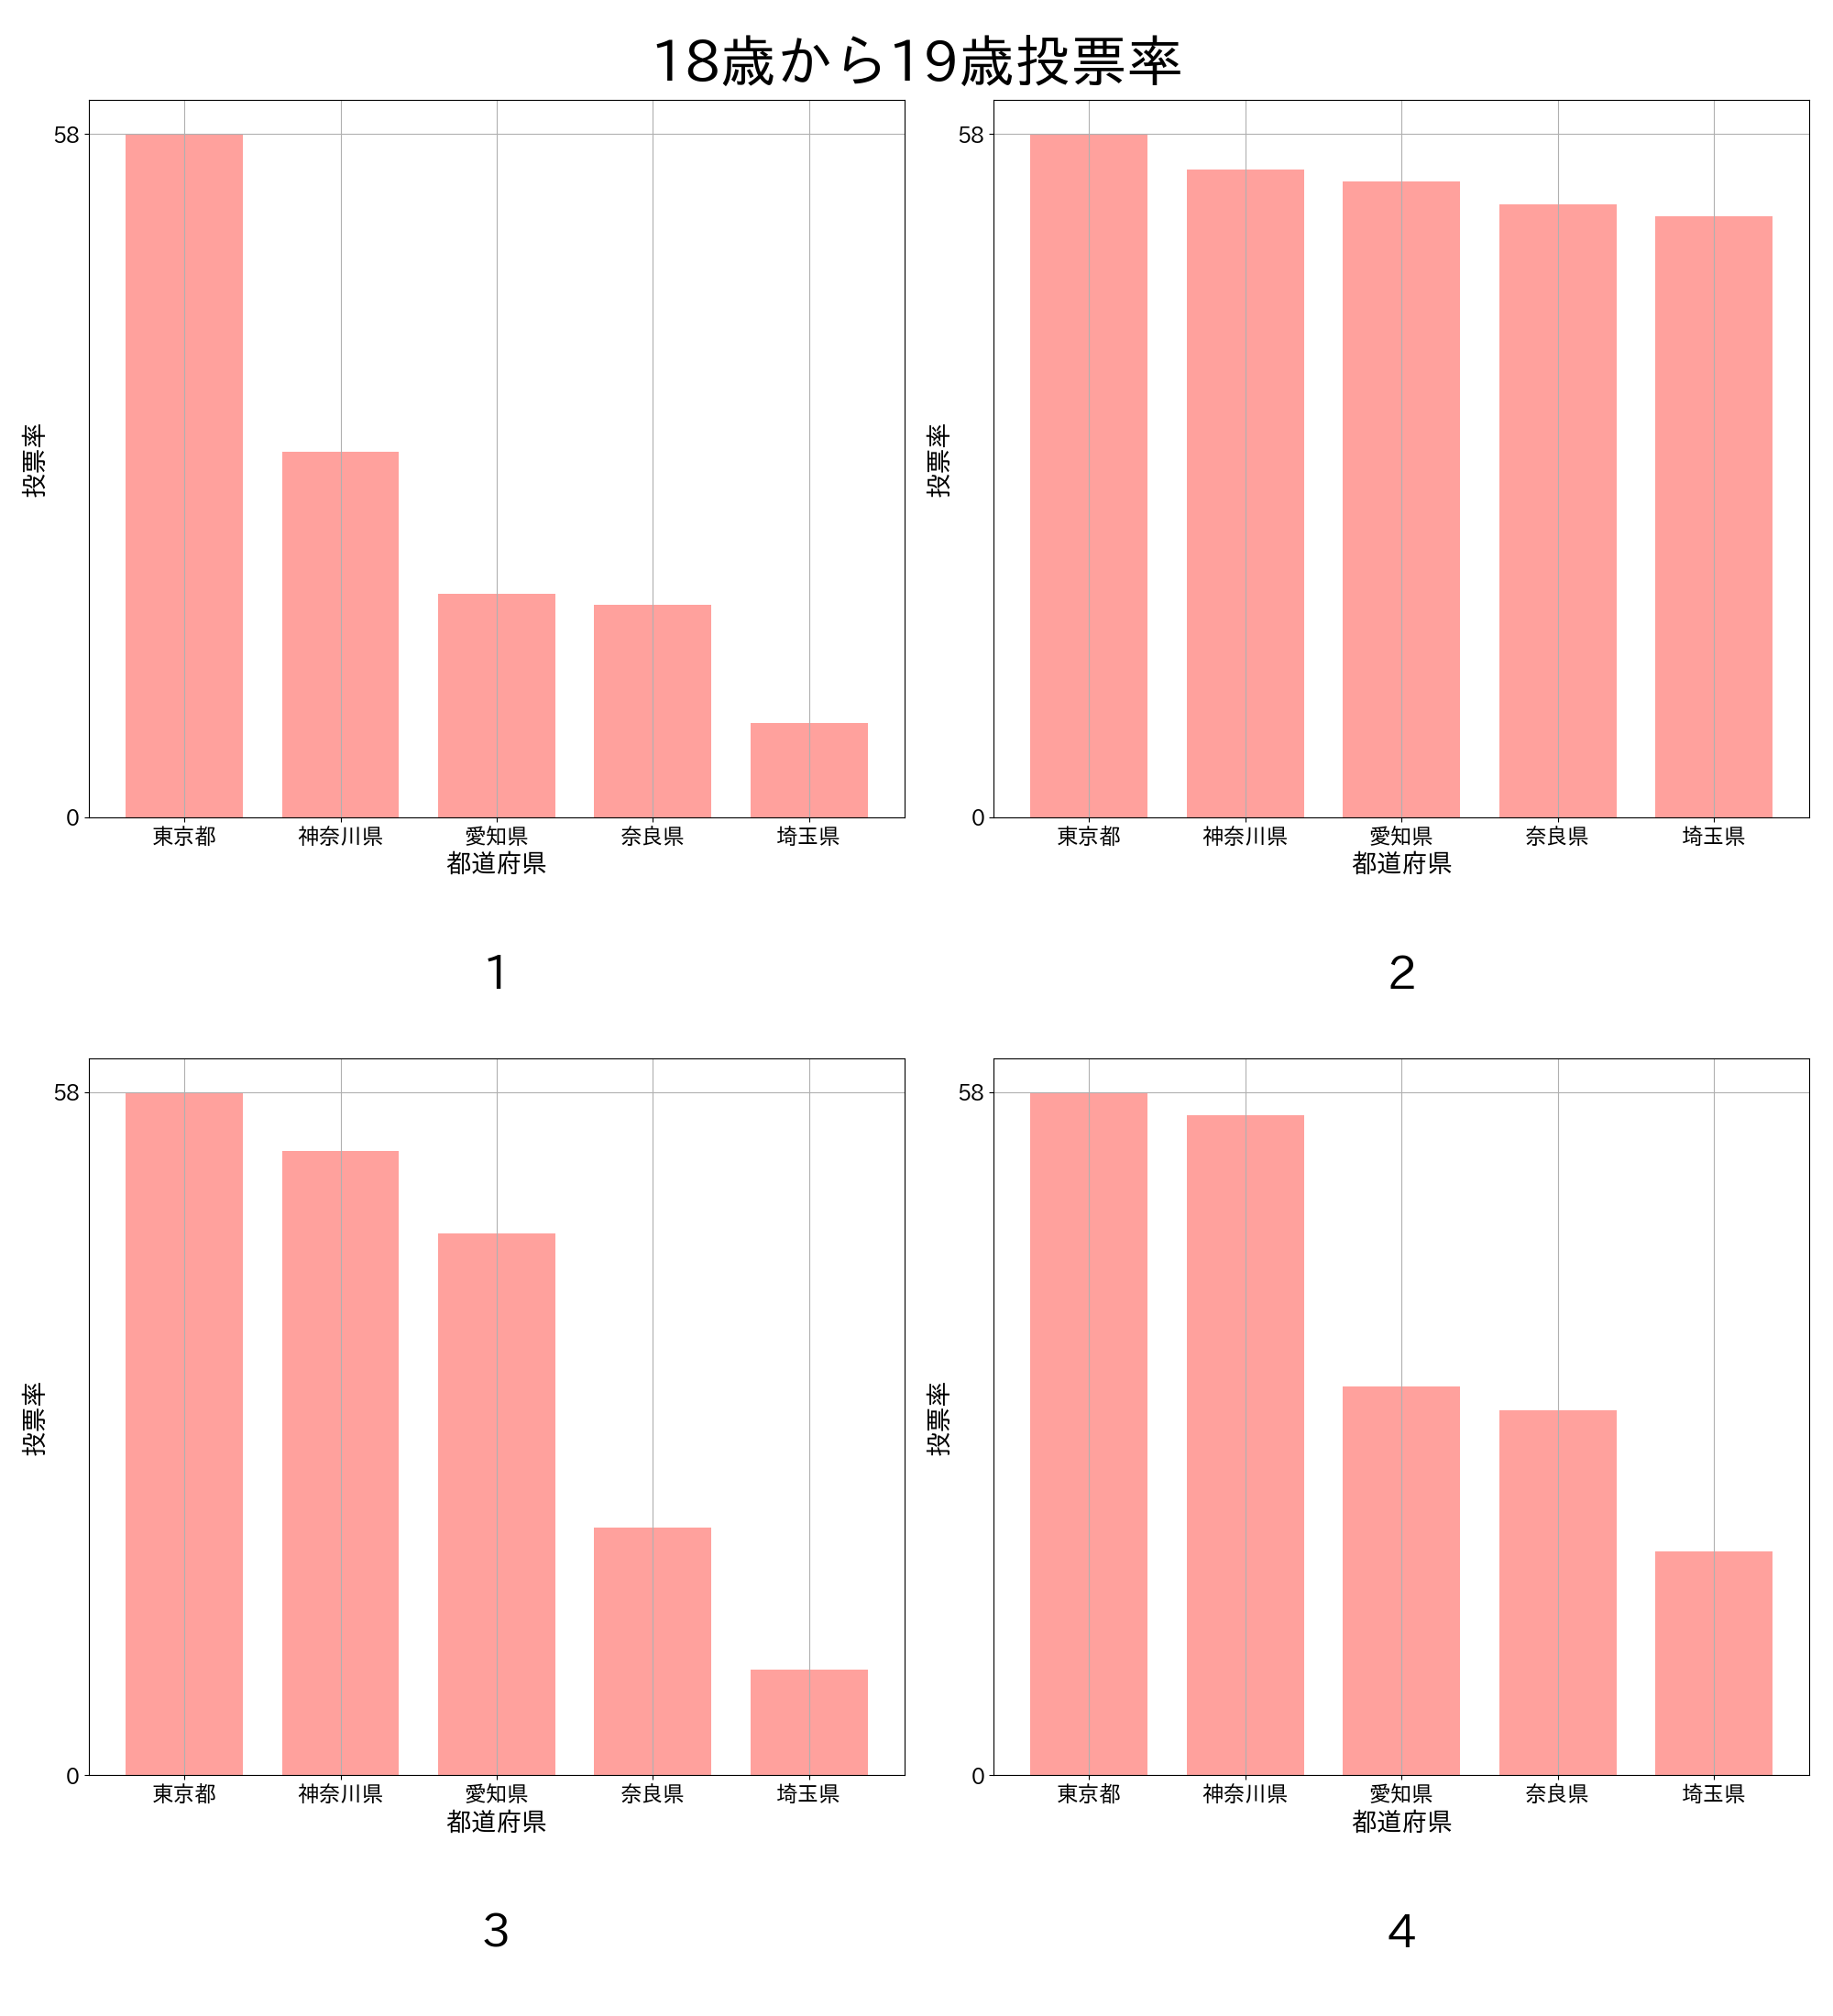 18歳から19歳投票率
58
0
投票率
東京都 神奈川県 愛知県 奈良県 埼玉県
都道府県
1
58
0
投票率
東京都 神奈川県 愛知県 奈良県 埼玉県
都道府県
2
58
0
投票率
東京都 神奈川県 愛知県 奈良県 埼玉県
都道府県
3
58
0
投票率
東京都 神奈川県 愛知県 奈良県 埼玉県
都道府県
4